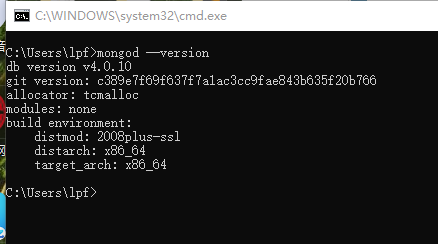 C:\WINDOWS\system32\cmd.exe
C:\Users\lpf>mongod --version
db version v4.0.10
git version: c389e7f69f637f7a1ac3cc9fae843b635f20b766
allocator: tcmalloc
modules: none
build environment:
    distmod: 2008plus-ssl
    distarch: x86_64
    target_arch: x86_64
C:\Users\lpf>